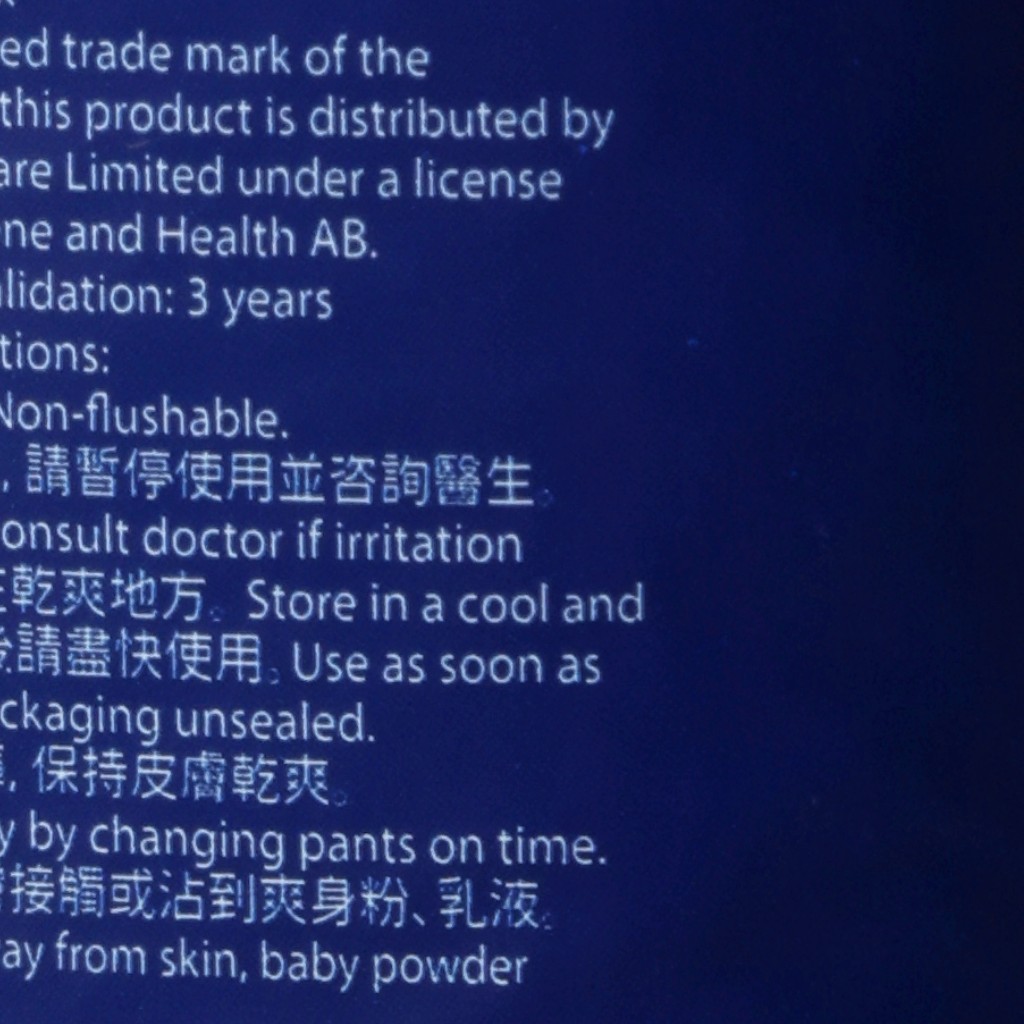 ed trade mark of the
this product is distributed by
are Limited under a license
ne and Health AB.
lidation: 3 years
tions:
Non-flushable.
, 請暫停使用並咨詢醫生。
onsult doctor if irritation
乾爽地方。 Store in a cool and
請盡快使用。Use as soon as
ckaging unsealed.
, 保持皮膚乾爽。
y by changing pants on time.
接觸或沾到爽身粉、乳液。
ay from skin, baby powder